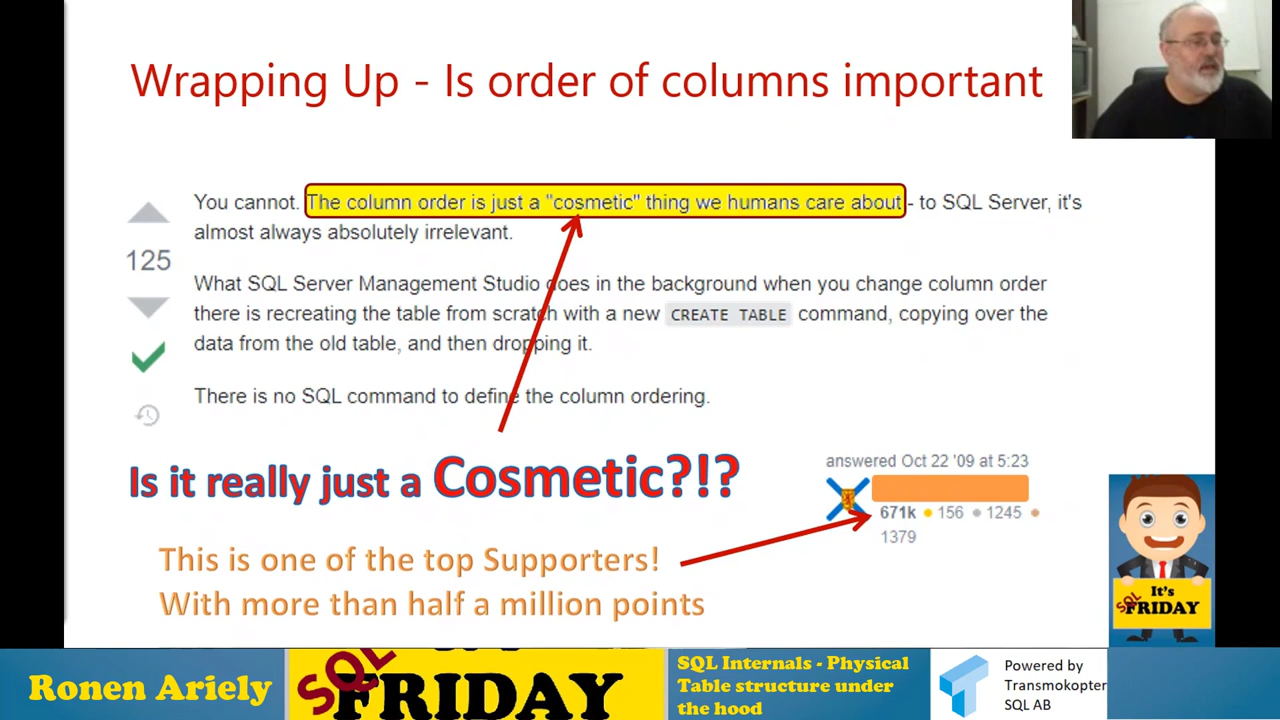 Wrapping Up - Is order of columns important
You cannot. The column order is just a "cosmetic" thing we humans care about - to SQL Server, it's
almost always absolutely irrelevant.
125
What SQL Server Management Studio does in the background when you change column order
there is recreating the table from scratch with a new CREATE TABLE command, copying over the
data from the old table, and then dropping it.
There is no SQL command to define the column ordering.
Is it really just a Cosmetic?!?
answered Oct 22 '09 at 5:23
671k 156 1245
1379
This is one of the top Supporters!
With more than half a million points
It's
SQL FRIDAY
Ronen Ariely
SQL FRIDAY
SQL Internals - Physical
Table structure under
the hood
Powered by
Transmokopter
SQL AB